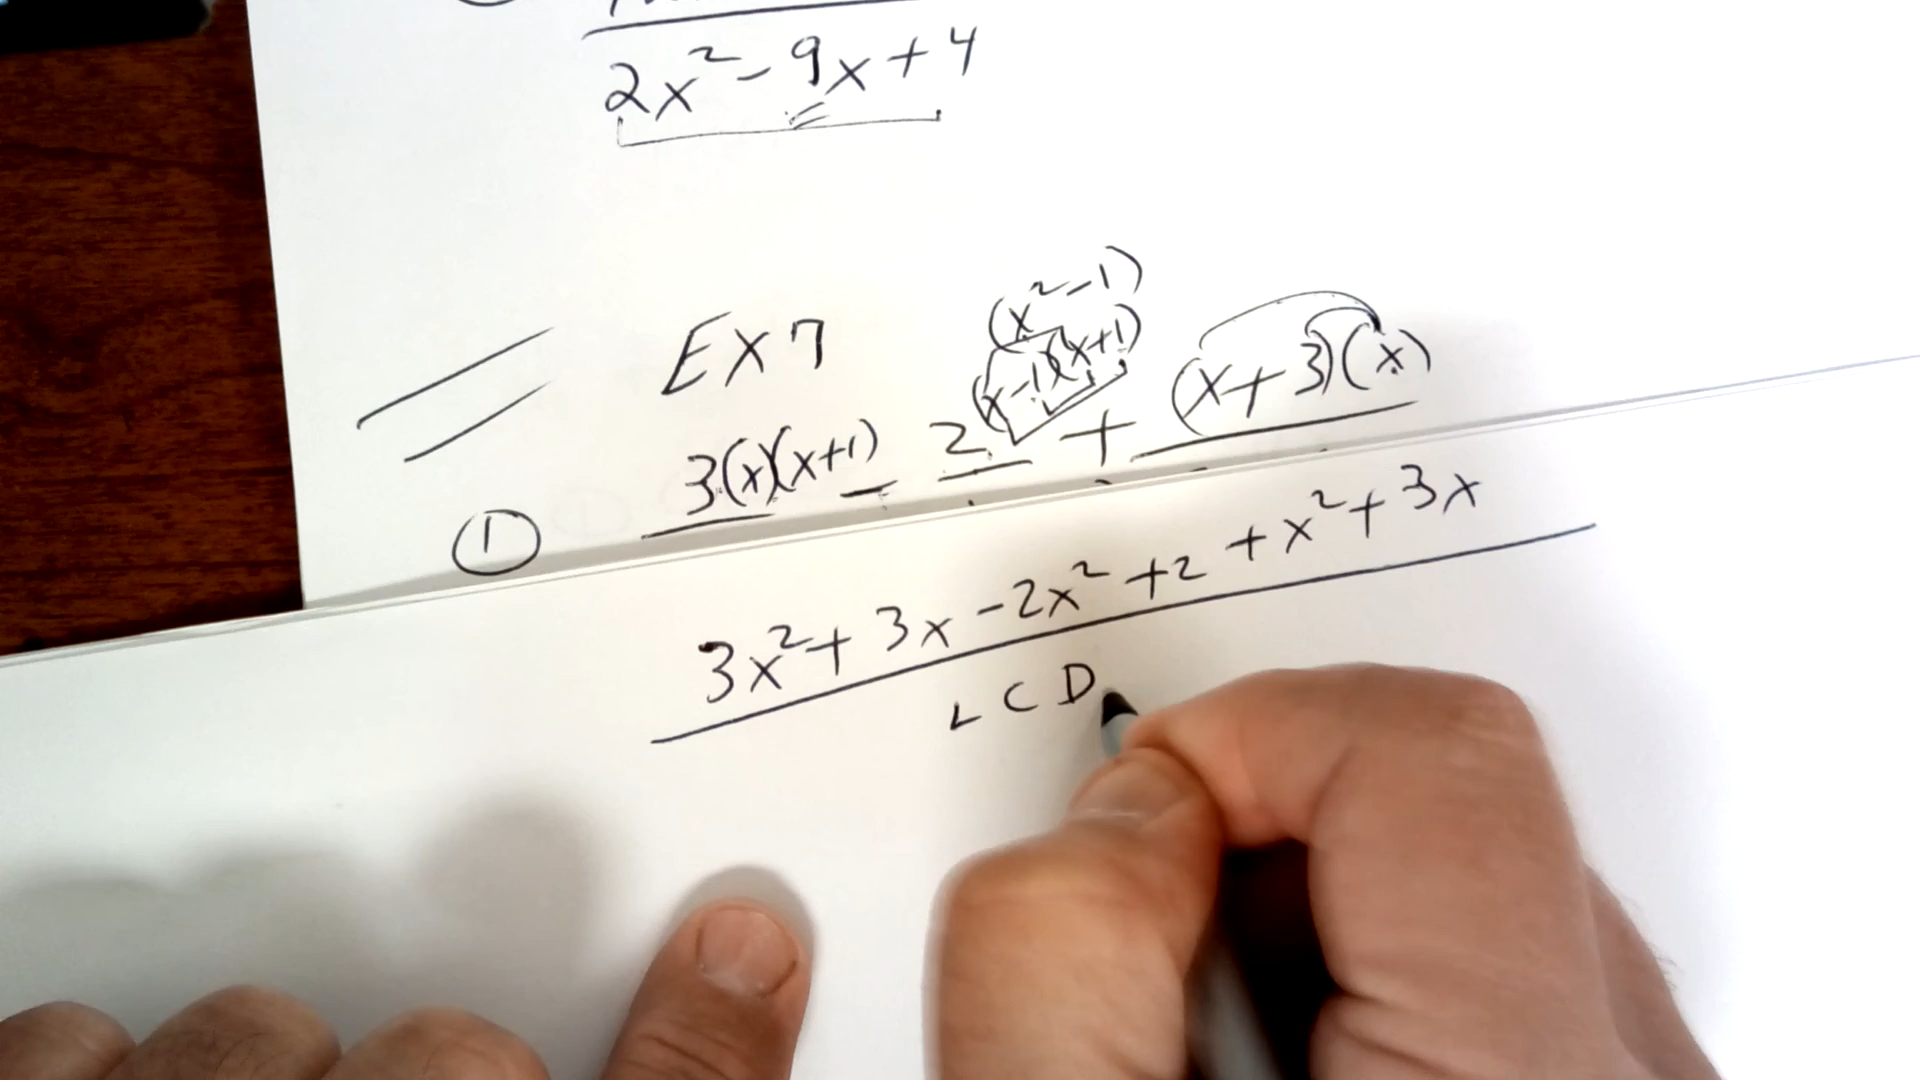 2x² - 9x + 4
EX 7
(x² - 1)
3(x)(x+1) - 2(x-1)(x+1) + (x+3)(x)
①
3x² + 3x - 2x² + 2 + x² + 3x
LCD